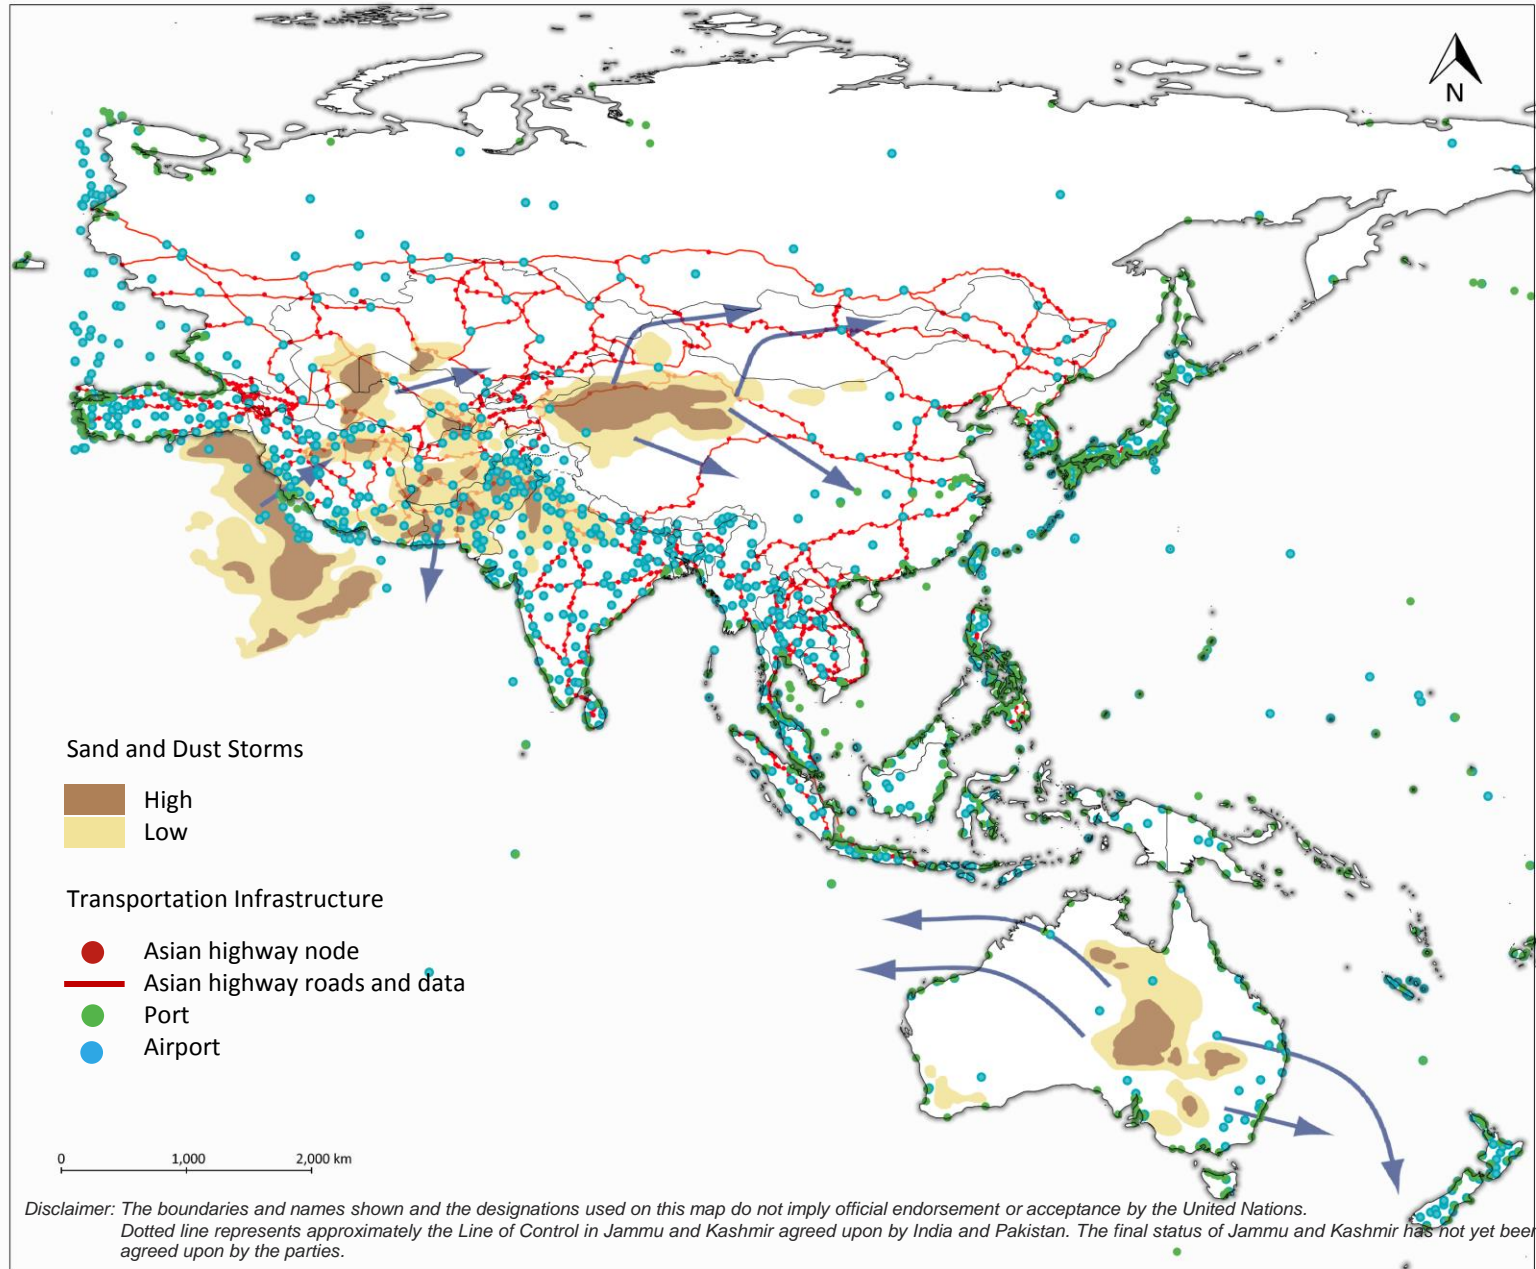 N
Sand and Dust Storms
High
Low
Transportation Infrastructure
Asian highway node
Asian highway roads and data
Port
Airport
0 1,000 2,000 km
Disclaimer: The boundaries and names shown and the designations used on this map do not imply official endorsement or acceptance by the United Nations.
Dotted line represents approximately the Line of Control in Jammu and Kashmir agreed upon by India and Pakistan. The final status of Jammu and Kashmir has not yet been
agreed upon by the parties.